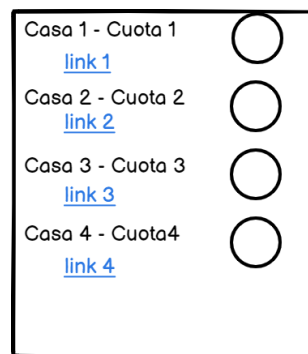 Casa 1 - Cuota 1
link 1
Casa 2 - Cuota 2
link 2
Casa 3 - Cuota 3
link 3
Casa 4 - Cuota4
link 4